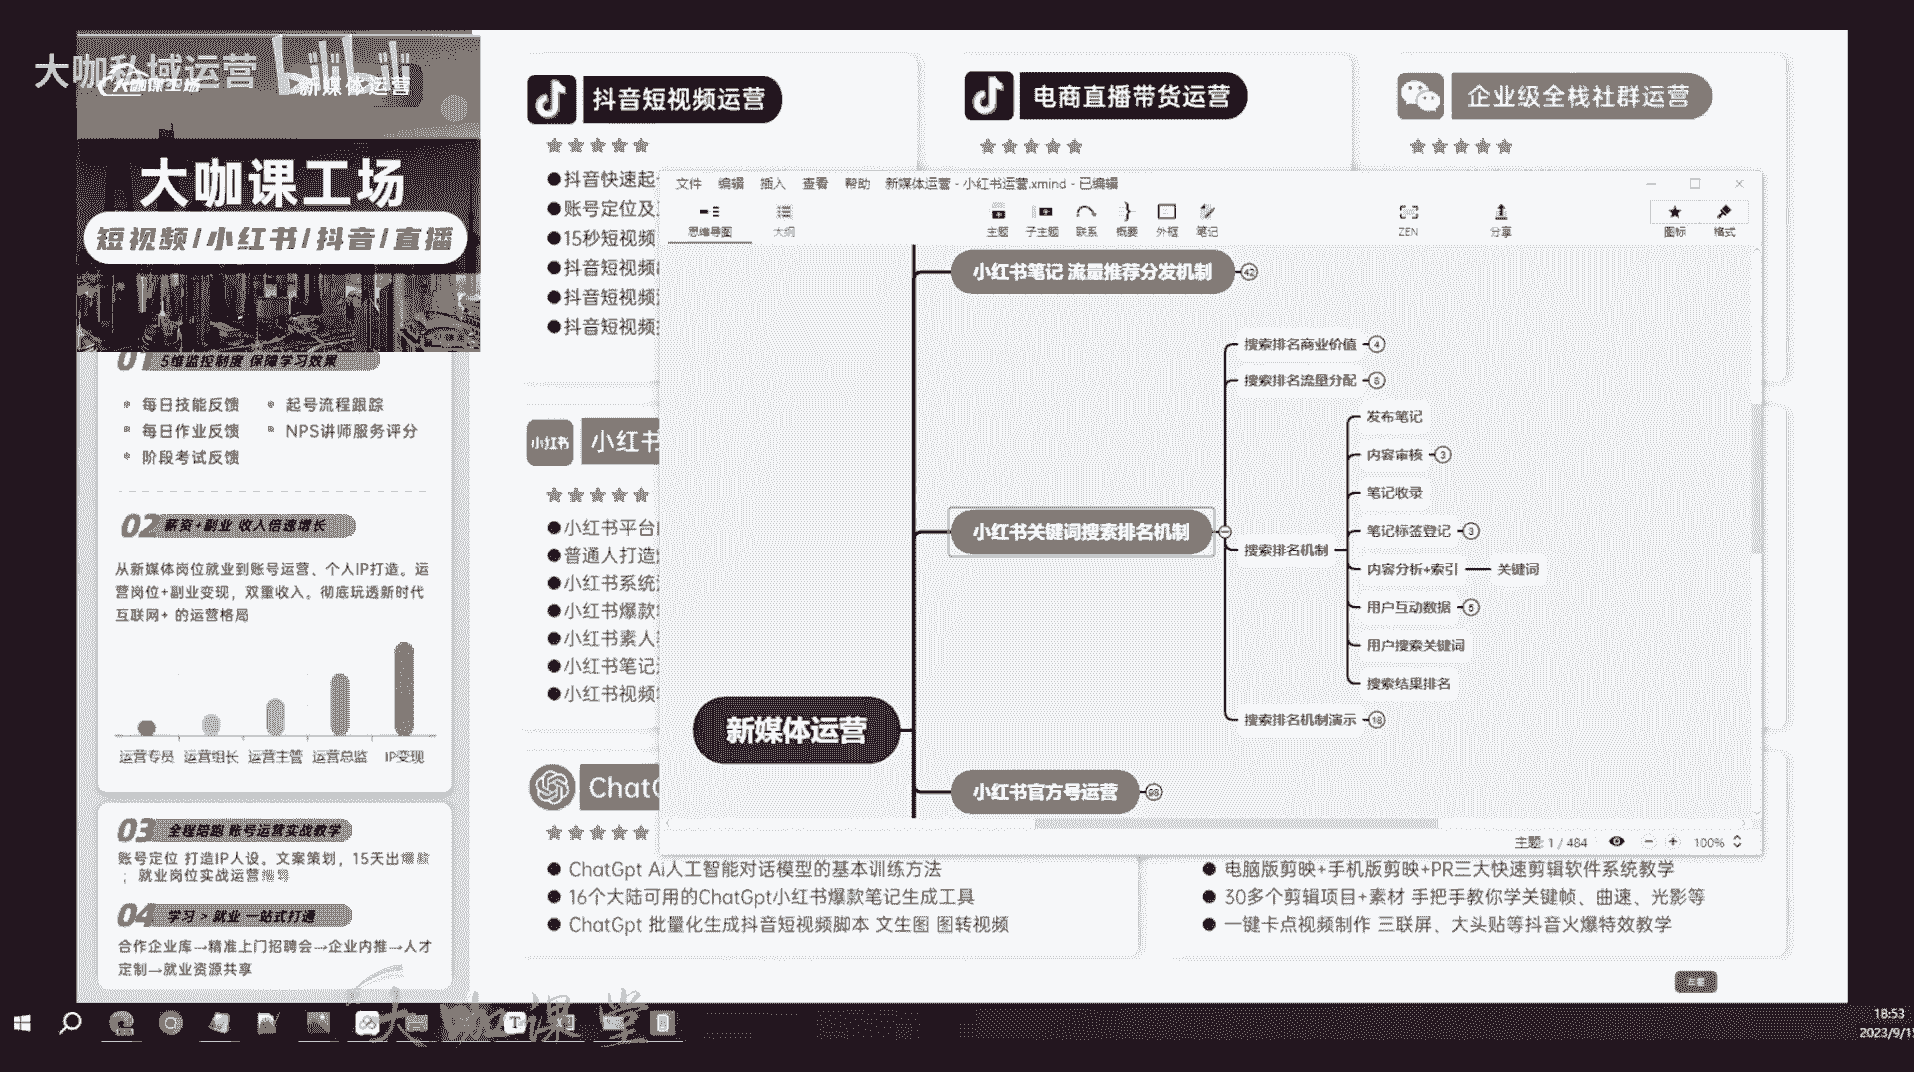 大咖私域运营
大咖课工场
新媒体运营
大咖课工场
短视频/小红书/抖音/直播
01 5维监控制度 保障学习效果
每日技能反馈
起号流程跟踪
每日作业反馈
NPS讲师服务评分
阶段考试反馈
02 薪资+副业 收入倍速增长
从新媒体岗位就业到账号运营、个人IP打造。运
营岗位+副业变现，双重收入。彻底玩透新时代
互联网+ 的运营格局
运营专员 运营组长 运营主管 运营总监 IP变现
03 全程陪跑 账号运营实战教学
账号定位 打造IP人设。文案策划，15天出爆款
；就业岗位实战运营指导
04 学习 > 就业 一站式打通
合作企业库→精准上门招聘会→企业内推→人才
定制→就业资源共享
抖音短视频运营
抖音快速起
账号定位及
15秒短视频
抖音短视频
抖音短视频
抖音短视频
电商直播带货运营
企业级全栈社群运营
小红书
小红书
小红书平台
普通人打造
小红书系统
小红书爆款
小红书素人
小红书笔记
小红书视频
文件 编辑 插入 查看 帮助 新媒体运营 - 小红书运营.xmind - 已编辑
思维导图 大纲 主题 子主题 联系 概要 外框 笔记 ZEN 分享 图标 格式
新媒体运营
小红书笔记 流量推荐分发机制 42
小红书关键词搜索排名机制
搜索排名商业价值 4
搜索排名流量分配 8
搜索排名机制
发布笔记
内容审核 3
笔记收录
笔记标签登记 3
内容分析+索引 关键词
用户互动数据 5
用户搜索关键词
搜索结果排名
搜索排名机制演示 18
小红书官方号运营 98
主题: 1 / 484 100%
ChatG
ChatGpt Ai人工智能对话模型的基本训练方法
16个大陆可用的ChatGpt小红书爆款笔记生成工具
ChatGpt 批量化生成抖音短视频脚本 文生图 图转视频
电脑版剪映+手机版剪映+PR三大快速剪辑软件系统教学
30多个剪辑项目+素材 手把手教你学关键帧、曲速、光影等
一键卡点视频制作 三联屏、大头贴等抖音火爆特效教学
大咖课堂
18:53
2023/9/1